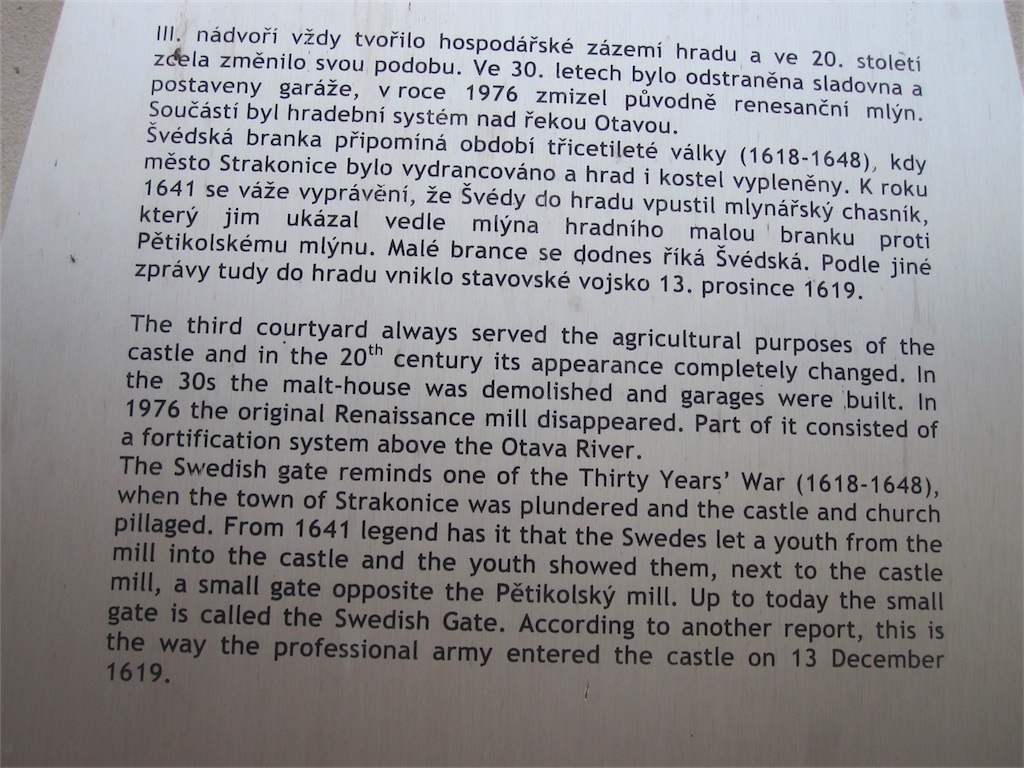 III. nádvoří vždy tvořilo hospodářské zázemí hradu a ve 20. století
zcela změnilo svou podobu. Ve 30. letech bylo odstraněna sladovna a
postaveny garáže, v roce 1976 zmizel původně renesanční mlýn.
Součástí byl hradební systém nad řekou Otavou.
Švédská branka připomíná období třicetileté války (1618-1648), kdy
město Strakonice bylo vydrancováno a hrad i kostel vypleněny. K roku
1641 se váže vyprávění, že Švédy do hradu vpustil mlynářský chasník,
který jim ukázal vedle mlýna hradního malou branku proti
Pětikolskému mlýnu. Malé brance se dodnes říká Švédská. Podle jiné
zprávy tudy do hradu vniklo stavovské vojsko 13. prosince 1619.
The third courtyard always served the agricultural purposes of the
castle and in the 20th century its appearance completely changed. In
the 30s the malt-house was demolished and garages were built. In
1976 the original Renaissance mill disappeared. Part of it consisted of
a fortification system above the Otava River.
The Swedish gate reminds one of the Thirty Years' War (1618-1648),
when the town of Strakonice was plundered and the castle and church
pillaged. From 1641 legend has it that the Swedes let a youth from the
mill into the castle and the youth showed them, next to the castle
mill, a small gate opposite the Pětikolský mill. Up to today the small
gate is called the Swedish Gate. According to another report, this is
the way the professional army entered the castle on 13 December
1619.